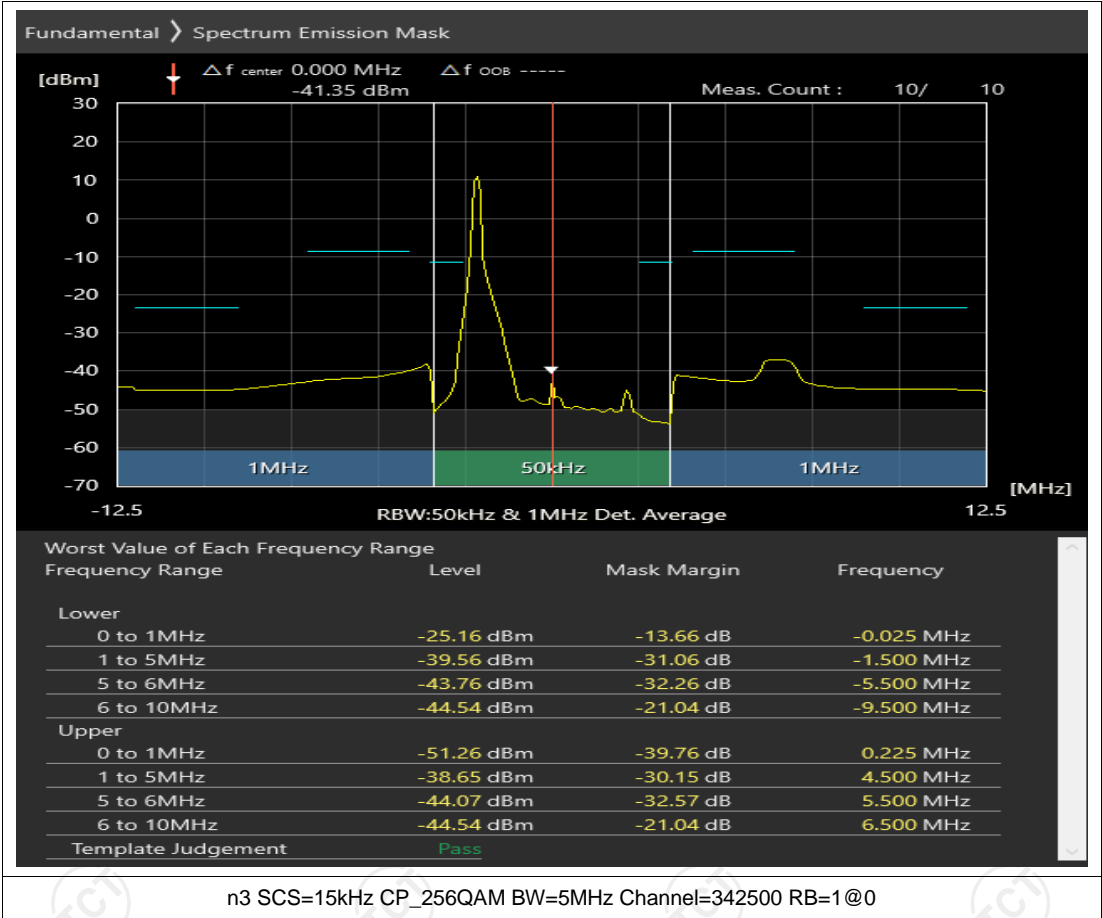 Fundamental ❯ Spectrum Emission Mask
[dBm] △f center 0.000 MHz △f OOB -----
-41.35 dBm Meas. Count : 10/ 10
30
20
10
0
-10
-20
-30
-40
-50
-60
-70
1MHz 50kHz 1MHz
[MHz]
-12.5 RBW:50kHz & 1MHz Det. Average 12.5
Worst Value of Each Frequency Range
Frequency Range Level Mask Margin Frequency
Lower
0 to 1MHz -25.16 dBm -13.66 dB -0.025 MHz
1 to 5MHz -39.56 dBm -31.06 dB -1.500 MHz
5 to 6MHz -43.76 dBm -32.26 dB -5.500 MHz
6 to 10MHz -44.54 dBm -21.04 dB -9.500 MHz
Upper
0 to 1MHz -51.26 dBm -39.76 dB 0.225 MHz
1 to 5MHz -38.65 dBm -30.15 dB 4.500 MHz
5 to 6MHz -44.07 dBm -32.57 dB 5.500 MHz
6 to 10MHz -44.54 dBm -21.04 dB 6.500 MHz
Template Judgement Pass
n3 SCS=15kHz CP_256QAM BW=5MHz Channel=342500 RB=1@0
TCT TCT TCT TCT